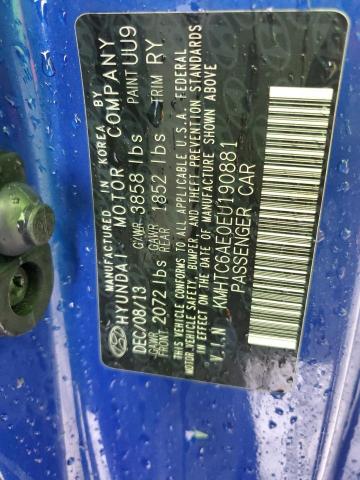 MANUFACTURED IN KOREA BY
HYUNDAI MOTOR COMPANY
DEC/08/13 GVWR 3858 lbs PAINT UU9
GAWR FRONT 2072 lbs GAWR REAR 1852 lbs TRIM RY
THIS VEHICLE CONFORMS TO ALL APPLICABLE U.S.A. FEDERAL
MOTOR VEHICLE SAFETY, BUMPER, AND THEFT PREVENTION STANDARDS
IN EFFECT ON THE DATE OF MANUFACTURE SHOWN ABOVE
V.I.N KMHTC6AE0EU190881
PASSENGER CAR